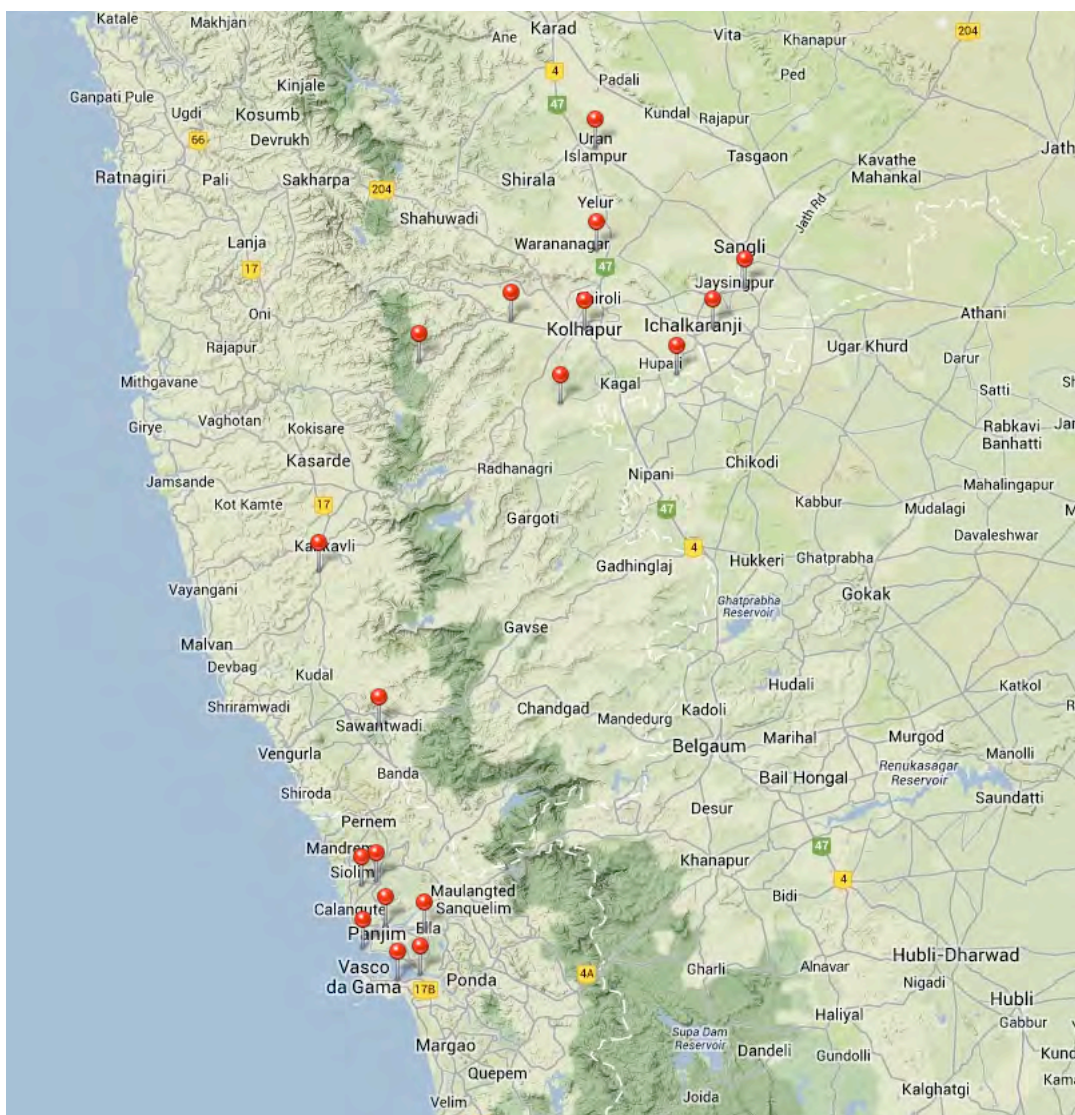 Katale
Makhjan
Ane
Karad
Vita
Khanapur
204
Kinjale
4
Padali
Ped
Ganpati Pule
Ugdi
Kosumb
47
Kundal
Rajapur
66
Devrukh
Uran
Islampur
Tasgaon
Kavathe
Mahankal
Jath
Ratnagiri
Pali
Sakharpa
204
Shirala
Yelur
Jath Rd
Shahuwadi
Lanja
Warananagar
Sangli
17
47
Jaysingpur
Oni
Kolhapur
Ichalkaranji
Athani
Rajapur
Hupari
Ugar Khurd
Darur
Mithgavane
Kagal
Satti
Girye
Vaghotan
Kokisare
Rabkavi
Banhatti
Kasarde
Radhanagri
Nipani
Chikodi
Jamsande
Mahalingapur
Kot Kamte
17
Gargoti
47
Kabbur
Mudalagi
Davaleshwar
4
Gadhinglaj
Hukkeri
Ghatprabha
Vayangani
Ghatprabha
Reservoir
Gokak
Gavse
Malvan
Devbag
Kudal
Hudali
Katkol
Shriramwadi
Sawantwadi
Chandgad
Mandedurg
Kadoli
Belgaum
Marihal
Murgod
Manolli
Vengurla
Banda
Bail Hongal
Renukasagar
Reservoir
Shiroda
Desur
Saundatti
Pernem
47
Siolim
Khanapur
4
Maulangted
Sanquelim
Bidi
Calangute
Panjim
Vasco
da Gama
17B
Ponda
4A
Gharli
Alnavar
Hubli-Dharwad
Nigadi
Hubli
Haliyal
Gabbur
Margao
Supa Dam
Reservoir
Dandeli
Gundolli
Quepem
Velim
Joida
Kalghatgi